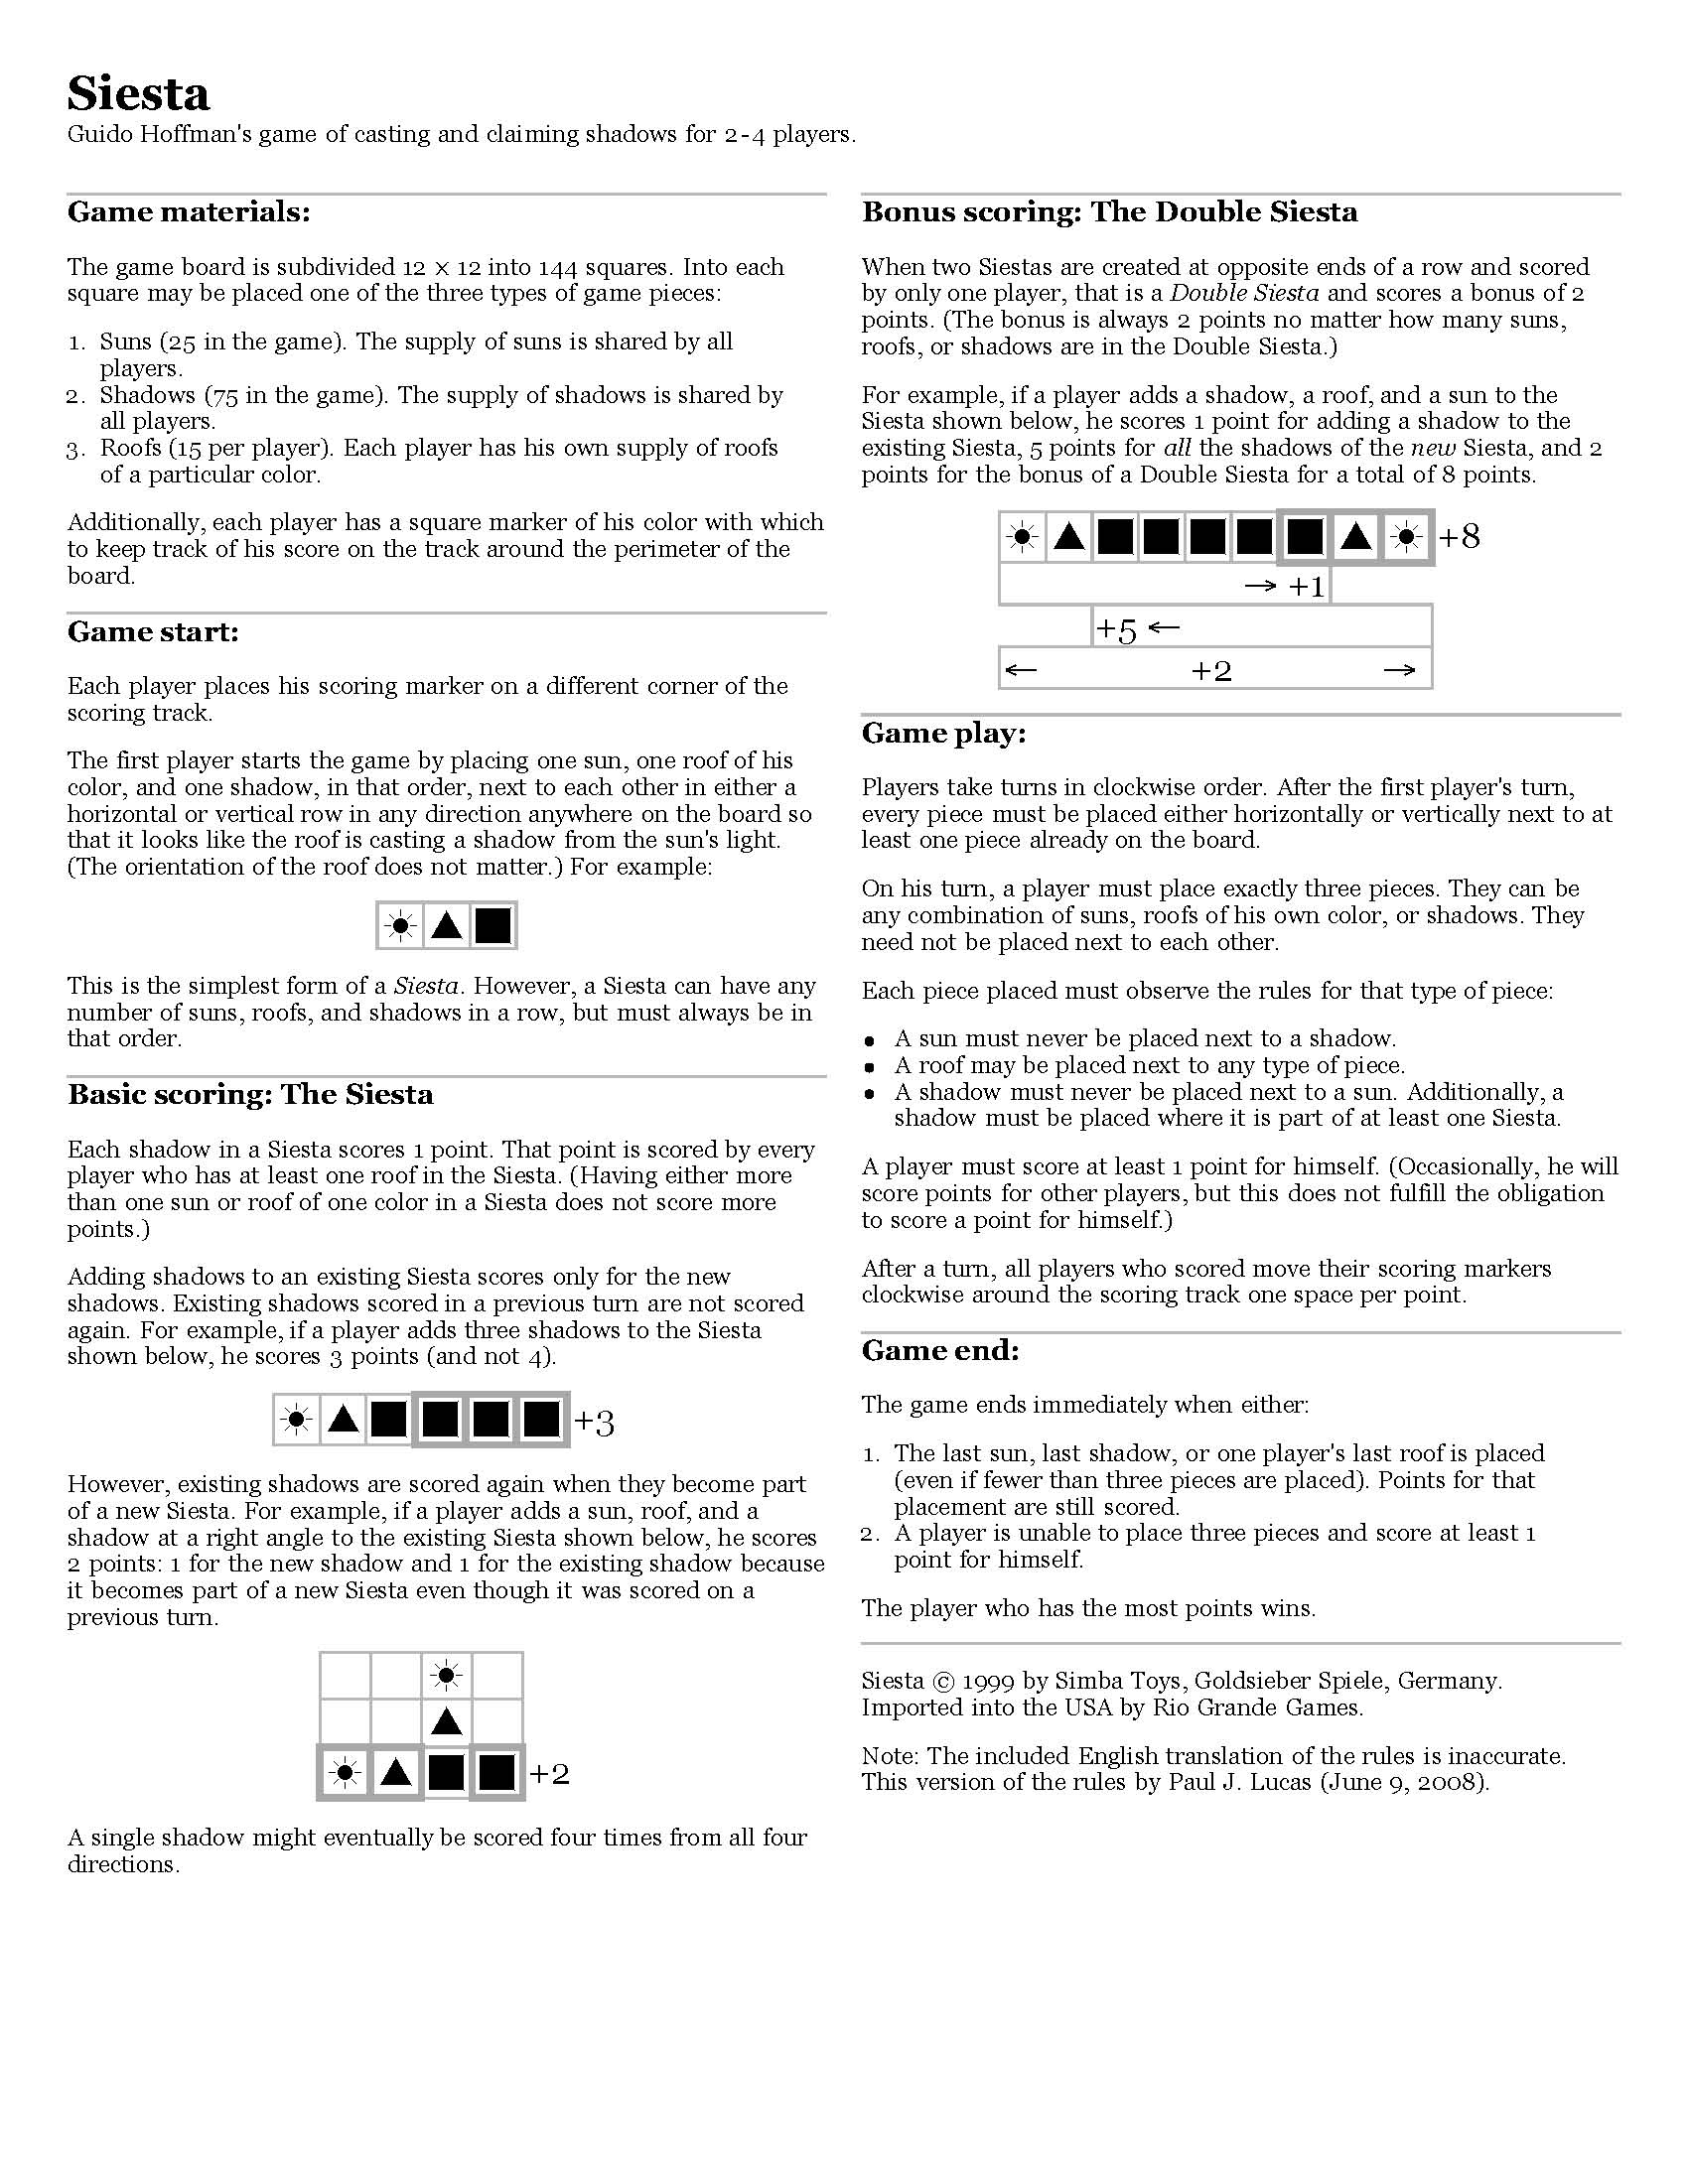 Siesta
Guido Hoffman's game of casting and claiming shadows for 2-4 players.
Game materials:
The game board is subdivided 12 × 12 into 144 squares. Into each
square may be placed one of the three types of game pieces:
1. Suns (25 in the game). The supply of suns is shared by all
players.
2. Shadows (75 in the game). The supply of shadows is shared by
all players.
3. Roofs (15 per player). Each player has his own supply of roofs
of a particular color.
Additionally, each player has a square marker of his color with which
to keep track of his score on the track around the perimeter of the
board.
Game start:
Each player places his scoring marker on a different corner of the
scoring track.
The first player starts the game by placing one sun, one roof of his
color, and one shadow, in that order, next to each other in either a
horizontal or vertical row in any direction anywhere on the board so
that it looks like the roof is casting a shadow from the sun's light.
(The orientation of the roof does not matter.) For example:
This is the simplest form of a Siesta. However, a Siesta can have any
number of suns, roofs, and shadows in a row, but must always be in
that order.
Basic scoring: The Siesta
Each shadow in a Siesta scores 1 point. That point is scored by every
player who has at least one roof in the Siesta. (Having either more
than one sun or roof of one color in a Siesta does not score more
points.)
Adding shadows to an existing Siesta scores only for the new
shadows. Existing shadows scored in a previous turn are not scored
again. For example, if a player adds three shadows to the Siesta
shown below, he scores 3 points (and not 4).
+3
However, existing shadows are scored again when they become part
of a new Siesta. For example, if a player adds a sun, roof, and a
shadow at a right angle to the existing Siesta shown below, he scores
2 points: 1 for the new shadow and 1 for the existing shadow because
it becomes part of a new Siesta even though it was scored on a
previous turn.
+2
A single shadow might eventually be scored four times from all four
directions.
Bonus scoring: The Double Siesta
When two Siestas are created at opposite ends of a row and scored
by only one player, that is a Double Siesta and scores a bonus of 2
points. (The bonus is always 2 points no matter how many suns,
roofs, or shadows are in the Double Siesta.)
For example, if a player adds a shadow, a roof, and a sun to the
Siesta shown below, he scores 1 point for adding a shadow to the
existing Siesta, 5 points for all the shadows of the new Siesta, and 2
points for the bonus of a Double Siesta for a total of 8 points.
+8
→ +1
+5 ←
← +2 →
Game play:
Players take turns in clockwise order. After the first player's turn,
every piece must be placed either horizontally or vertically next to at
least one piece already on the board.
On his turn, a player must place exactly three pieces. They can be
any combination of suns, roofs of his own color, or shadows. They
need not be placed next to each other.
Each piece placed must observe the rules for that type of piece:
• A sun must never be placed next to a shadow.
• A roof may be placed next to any type of piece.
• A shadow must never be placed next to a sun. Additionally, a
shadow must be placed where it is part of at least one Siesta.
A player must score at least 1 point for himself. (Occasionally, he will
score points for other players, but this does not fulfill the obligation
to score a point for himself.)
After a turn, all players who scored move their scoring markers
clockwise around the scoring track one space per point.
Game end:
The game ends immediately when either:
1. The last sun, last shadow, or one player's last roof is placed
(even if fewer than three pieces are placed). Points for that
placement are still scored.
2. A player is unable to place three pieces and score at least 1
point for himself.
The player who has the most points wins.
Siesta © 1999 by Simba Toys, Goldsieber Spiele, Germany.
Imported into the USA by Rio Grande Games.
Note: The included English translation of the rules is inaccurate.
This version of the rules by Paul J. Lucas (June 9, 2008).